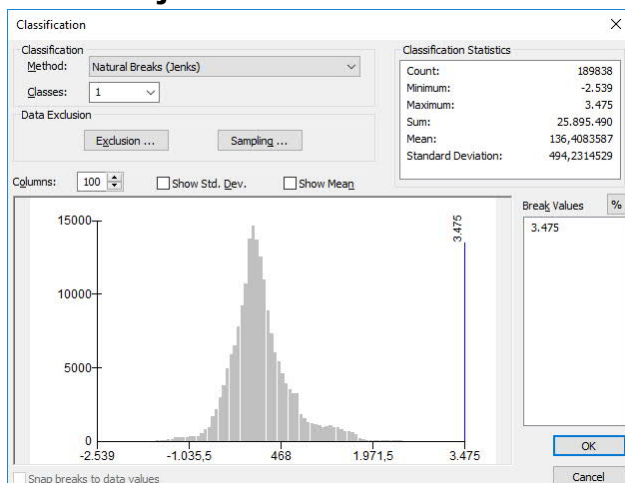 Classification
Classification
Method: Natural Breaks (Jenks)
Classes: 1
Data Exclusion
Exclusion ...
Sampling ...
Classification Statistics
Count: 189838
Minimum: -2.539
Maximum: 3.475
Sum: 25.895.490
Mean: 136,4083587
Standard Deviation: 494,2314529
Columns: 100
Show Std. Dev.
Show Mean
Break Values
%
3.475
3.475
15000
10000
5000
0
-2.539
-1.035,5
468
1.971,5
3.475
OK
Snap breaks to data values
Cancel